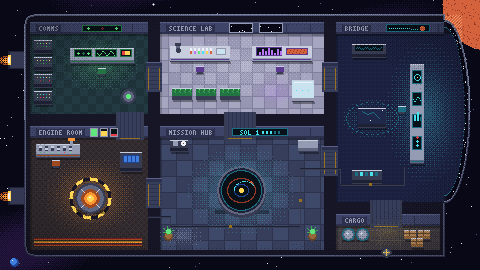 COMMS
SCIENCE LAB
BRIDGE
ENGINE ROOM
MISSION HUB
SOL 1
CARGO